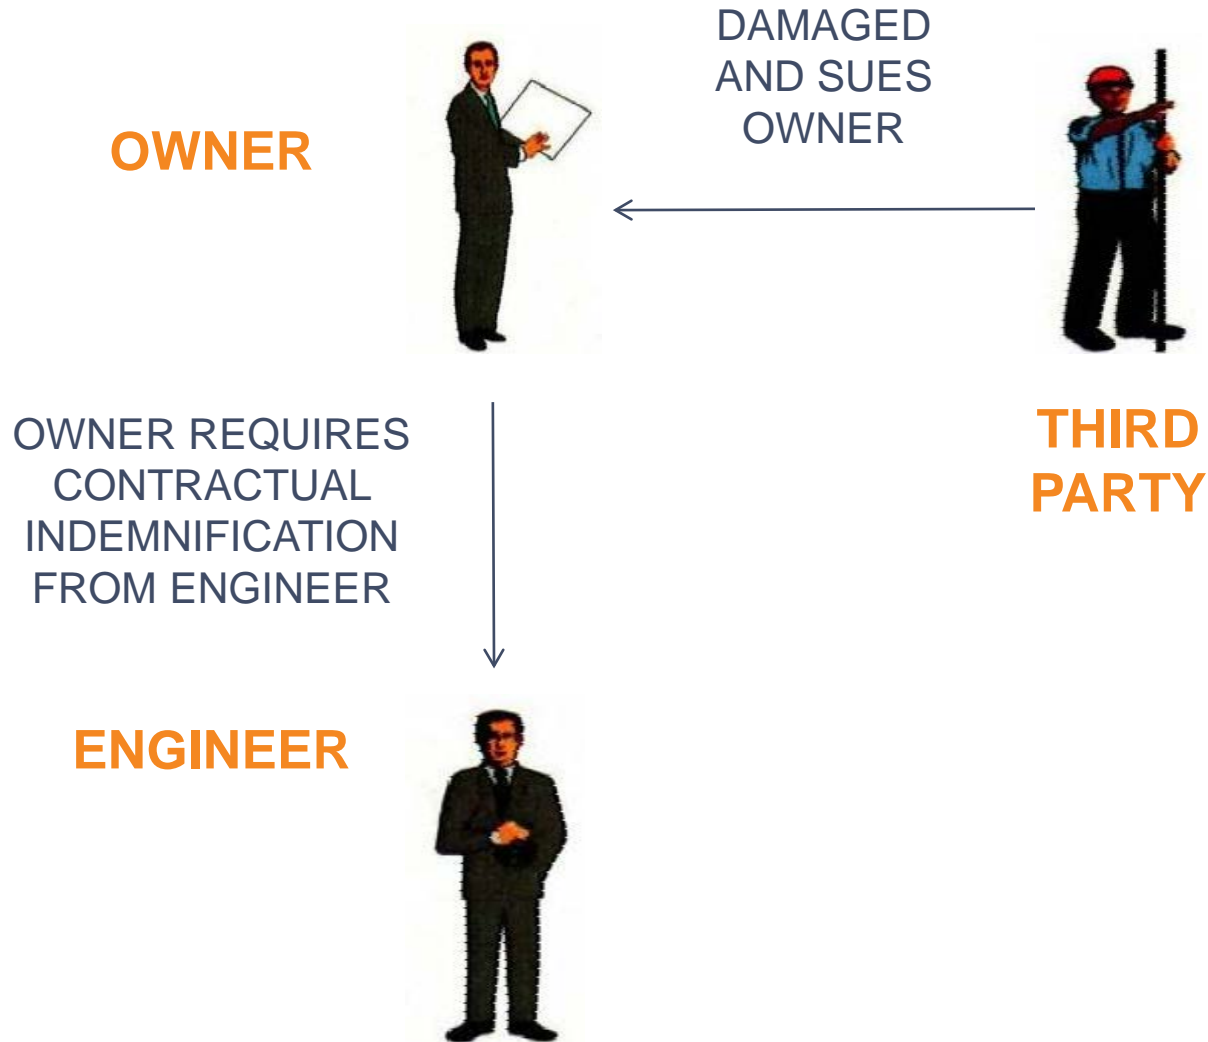 DAMAGED
AND SUES
OWNER
OWNER
OWNER REQUIRES
CONTRACTUAL
INDEMNIFICATION
FROM ENGINEER
THIRD
PARTY
ENGINEER